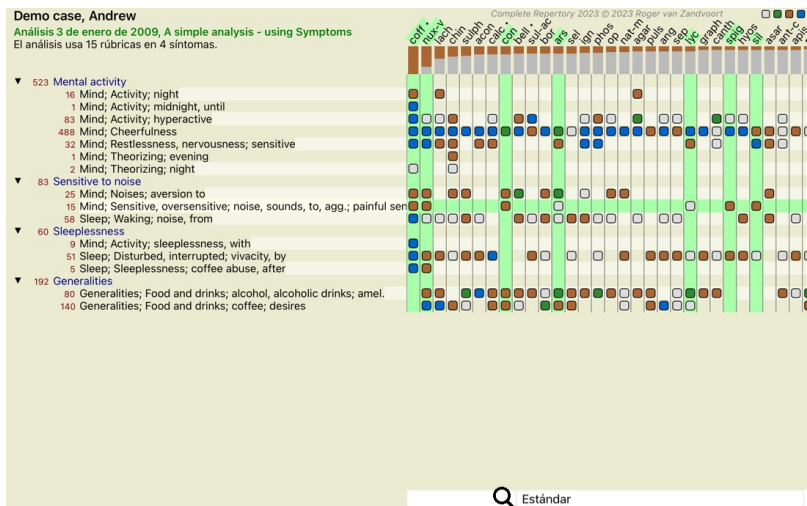 Demo case, Andrew
Complete Repertory 2023 © 2023 Roger van Zandvoort
Análisis 3 de enero de 2009, A simple analysis - using Symptoms
El análisis usa 15 rúbricas en 4 síntomas.
coff • nux-v lach chin sulph acon calc • con bell • sul-ac bor ars sel ign phos op nat-m agar puls ang sep lyc graph canth spig hyos sil asar ant-c apis
▼ 523 Mental activity
16 Mind; Activity; night
1 Mind; Activity; midnight, until
83 Mind; Activity; hyperactive
488 Mind; Cheerfulness
32 Mind; Restlessness, nervousness; sensitive
1 Mind; Theorizing; evening
2 Mind; Theorizing; night
▼ 83 Sensitive to noise
25 Mind; Noises; aversion to
15 Mind; Sensitive, oversensitive; noise, sounds, to, agg.; painful sen
58 Sleep; Waking; noise, from
▼ 60 Sleeplessness
9 Mind; Activity; sleeplessness, with
51 Sleep; Disturbed, interrupted; vivacity, by
5 Sleep; Sleeplessness; coffee abuse, after
▼ 192 Generalities
80 Generalities; Food and drinks; alcohol, alcoholic drinks; amel.
140 Generalities; Food and drinks; coffee; desires
Estándar